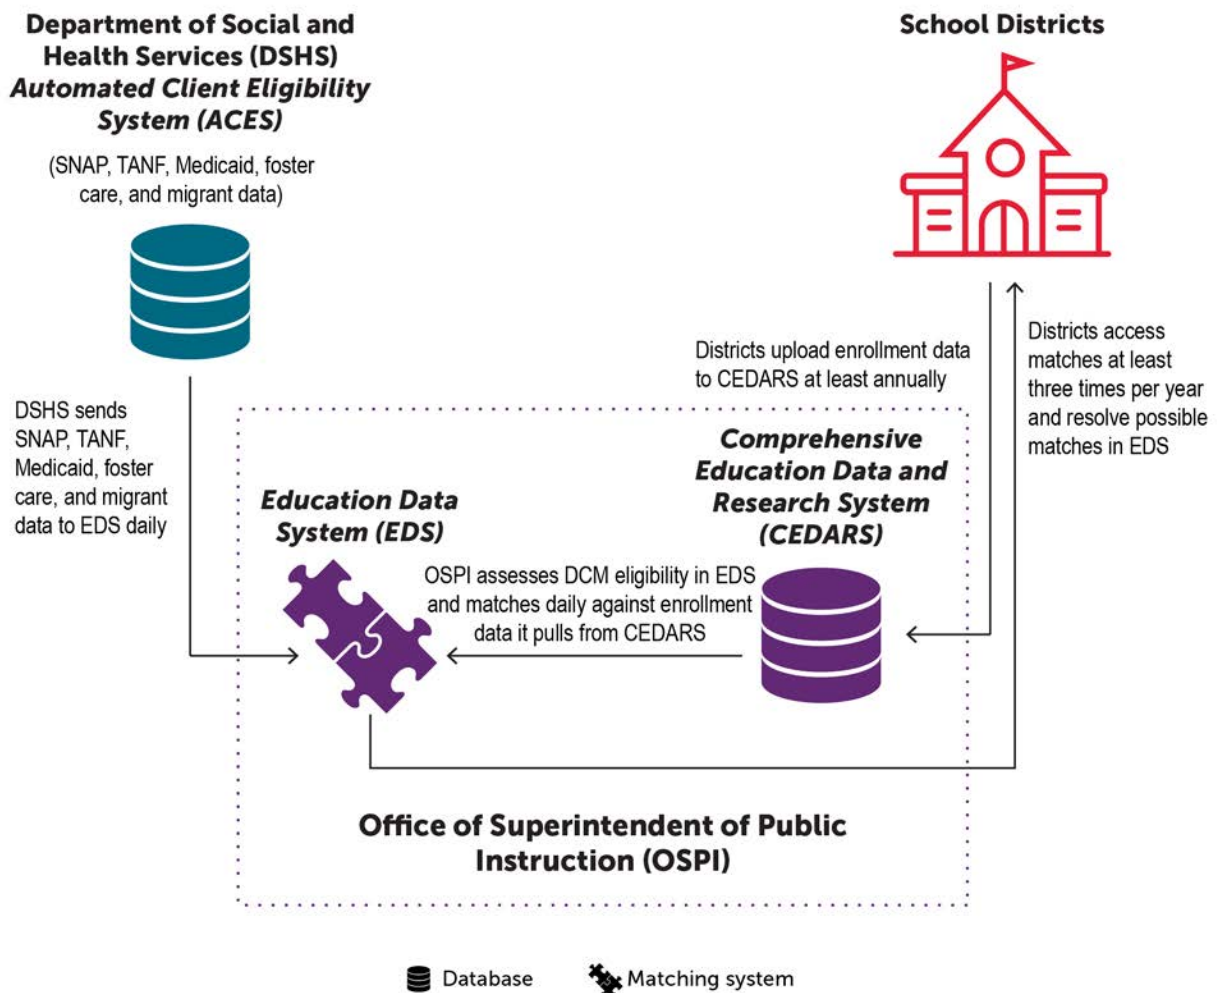 Department of Social and
Health Services (DSHS)
Automated Client Eligibility
System (ACES)
(SNAP, TANF, Medicaid, foster
care, and migrant data)
School Districts
DSHS sends
SNAP, TANF,
Medicaid, foster
care, and migrant
data to EDS daily
Districts upload enrollment data
to CEDARS at least annually
Districts access
matches at least
three times per year
and resolve possible
matches in EDS
Education Data
System (EDS)
Comprehensive
Education Data and
Research System
(CEDARS)
OSPI assesses DCM eligibility in EDS
and matches daily against enrollment
data it pulls from CEDARS
Office of Superintendent of Public
Instruction (OSPI)
Database
Matching system